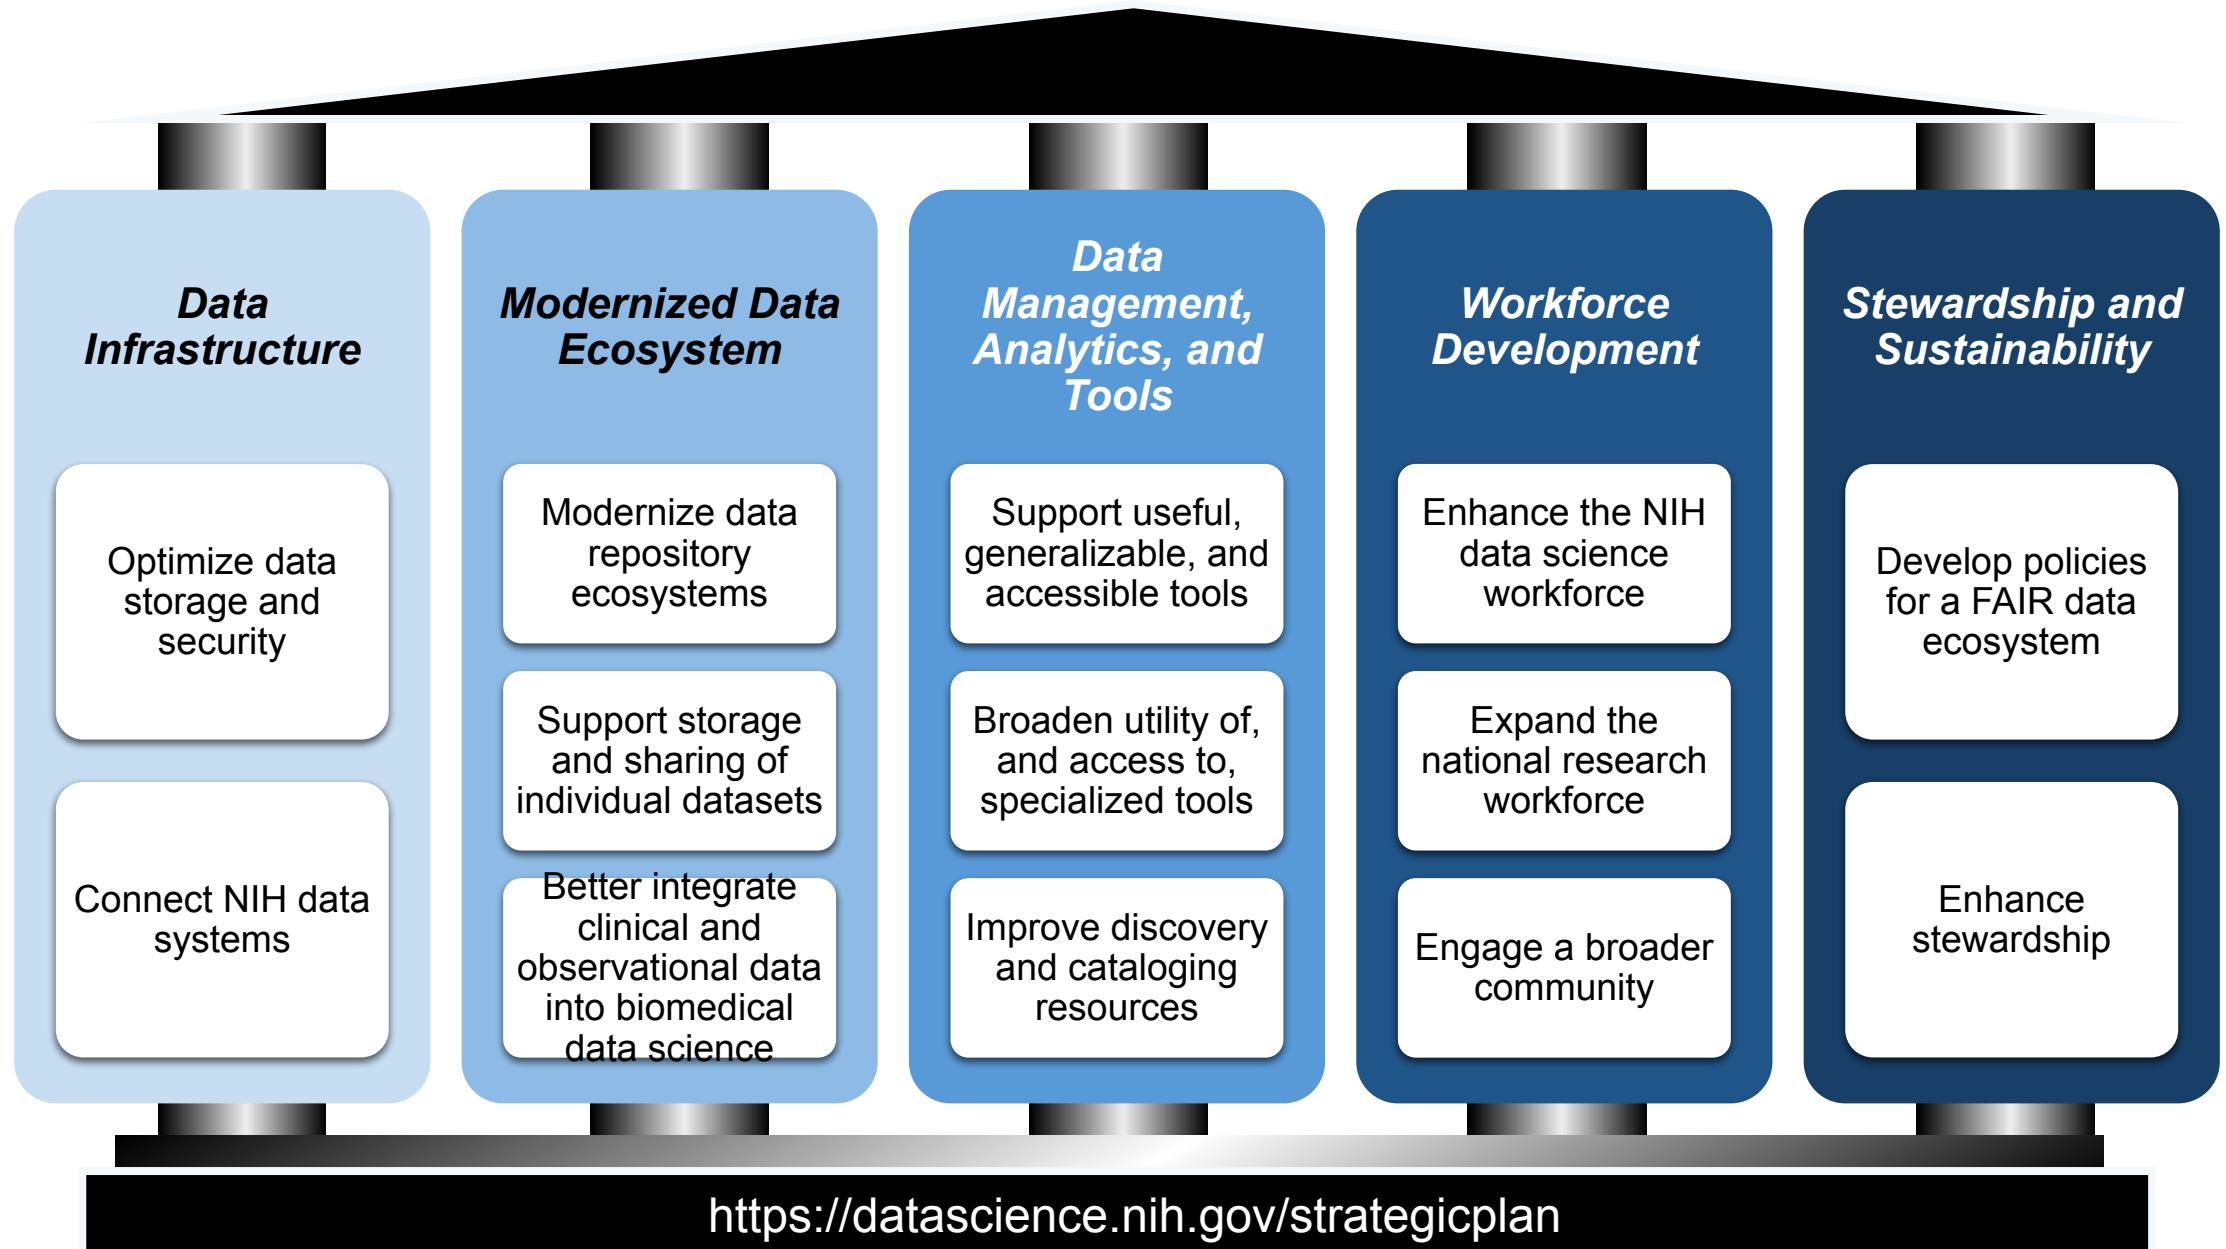 Data
Infrastructure
Optimize data
storage and
security
Connect NIH data
systems
Modernized Data
Ecosystem
Modernize data
repository
ecosystems
Support storage
and sharing of
individual datasets
Better integrate
clinical and
observational data
into biomedical
data science
Data
Management,
Analytics, and
Tools
Support useful,
generalizable, and
accessible tools
Broaden utility of,
and access to,
specialized tools
Improve discovery
and cataloging
resources
Workforce
Development
Enhance the NIH
data science
workforce
Expand the
national research
workforce
Engage a broader
community
Stewardship and
Sustainability
Develop policies
for a FAIR data
ecosystem
Enhance
stewardship
https://datascience.nih.gov/strategicplan